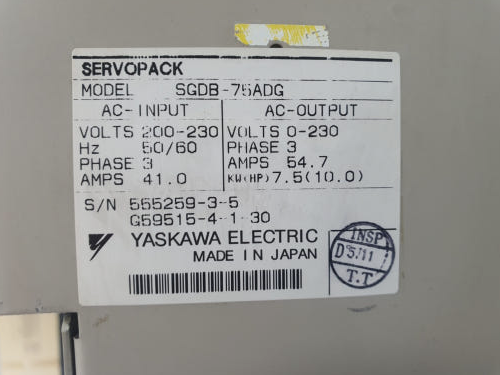 SERVOPACK
MODEL SGDB-75ADG
AC-INPUT AC-OUTPUT
VOLTS 200-230 VOLTS 0-230
Hz 50/60 PHASE 3
PHASE 3 AMPS 54.7
AMPS 41.0 KW(HP) 7.5(10.0)
S/N 555259-3-5
G59515-4-1-30
YASKAWA ELECTRIC
MADE IN JAPAN
INSP
T.T